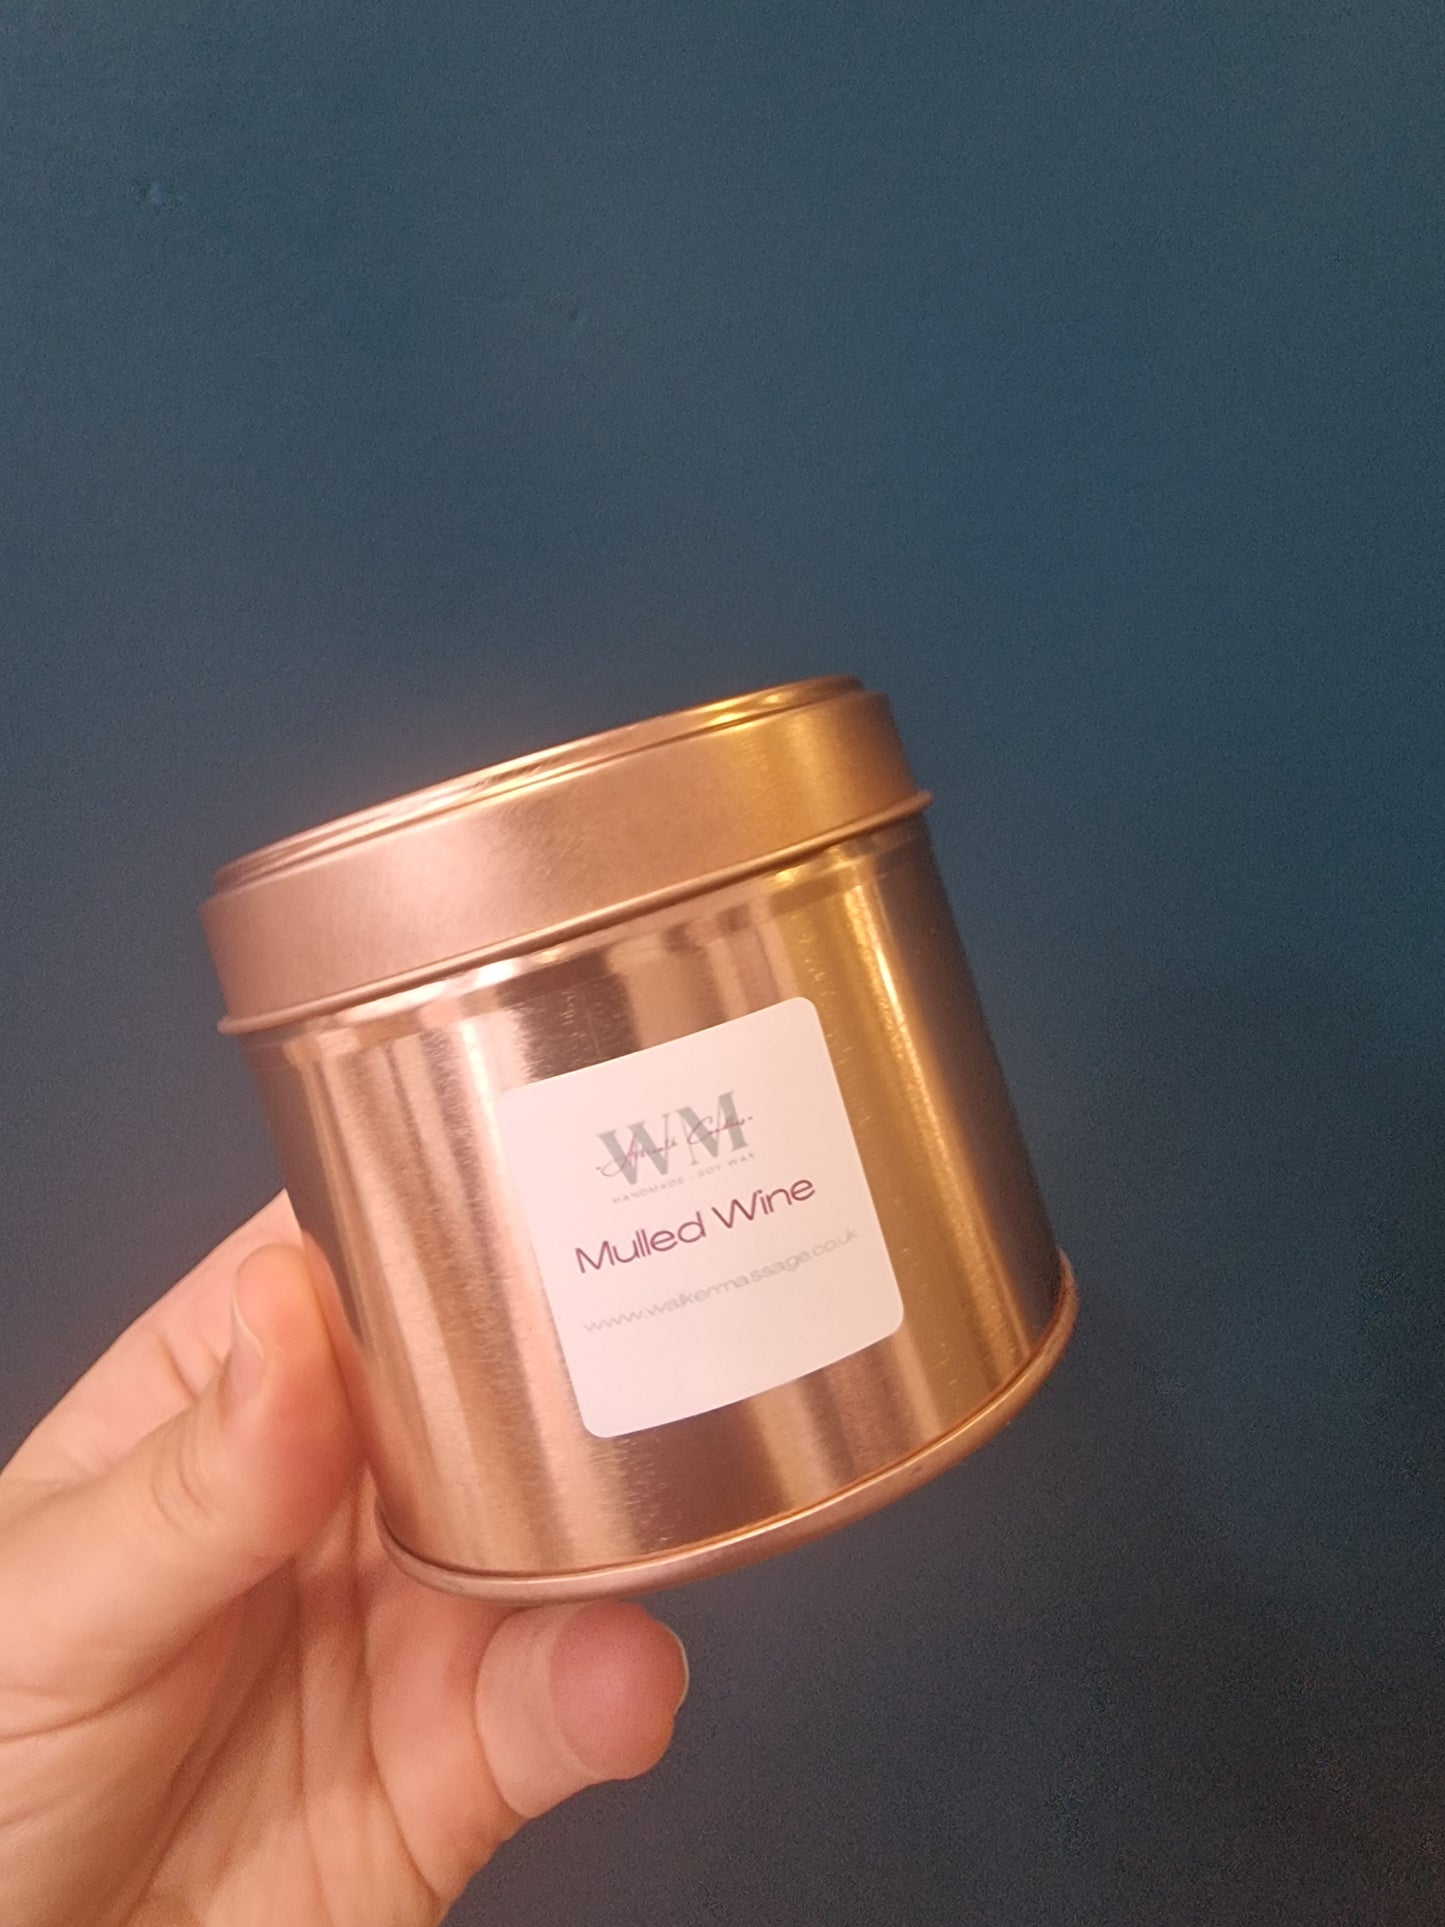 WM
HANDMADE · SOY WAX
Mulled Wine
www.walkermassage.co.uk